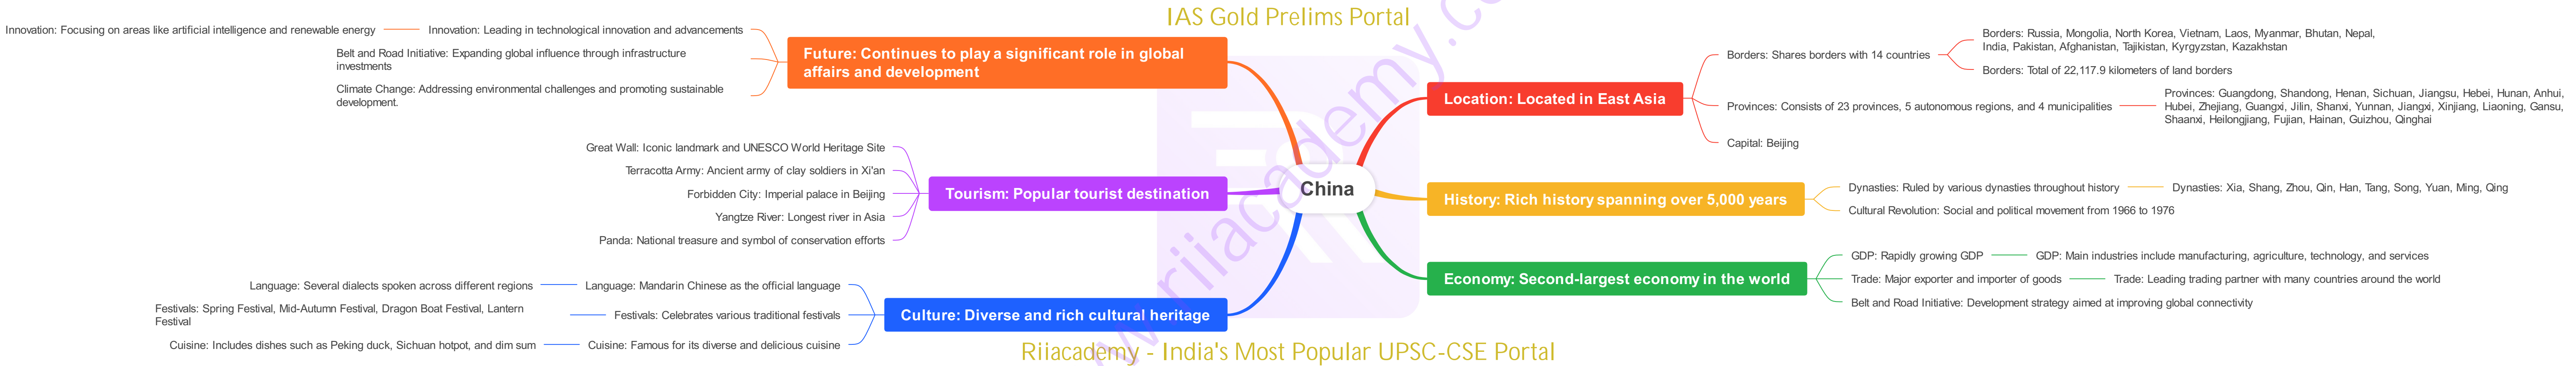 IAS Gold Prelims Portal
China
Future: Continues to play a significant role in global
affairs and development
Innovation: Leading in technological innovation and advancements
Innovation: Focusing on areas like artificial intelligence and renewable energy
Belt and Road Initiative: Expanding global influence through infrastructure
investments
Climate Change: Addressing environmental challenges and promoting sustainable
development.
Tourism: Popular tourist destination
Great Wall: Iconic landmark and UNESCO World Heritage Site
Terracotta Army: Ancient army of clay soldiers in Xi'an
Forbidden City: Imperial palace in Beijing
Yangtze River: Longest river in Asia
Panda: National treasure and symbol of conservation efforts
Culture: Diverse and rich cultural heritage
Language: Mandarin Chinese as the official language
Language: Several dialects spoken across different regions
Festivals: Celebrates various traditional festivals
Festivals: Spring Festival, Mid-Autumn Festival, Dragon Boat Festival, Lantern
Festival
Cuisine: Famous for its diverse and delicious cuisine
Cuisine: Includes dishes such as Peking duck, Sichuan hotpot, and dim sum
Location: Located in East Asia
Borders: Shares borders with 14 countries
Borders: Russia, Mongolia, North Korea, Vietnam, Laos, Myanmar, Bhutan, Nepal,
India, Pakistan, Afghanistan, Tajikistan, Kyrgyzstan, Kazakhstan
Borders: Total of 22,117.9 kilometers of land borders
Provinces: Consists of 23 provinces, 5 autonomous regions, and 4 municipalities
Provinces: Guangdong, Shandong, Henan, Sichuan, Jiangsu, Hebei, Hunan, Anhui,
Hubei, Zhejiang, Guangxi, Jilin, Shanxi, Yunnan, Jiangxi, Xinjiang, Liaoning, Gansu,
Shaanxi, Heilongjiang, Fujian, Hainan, Guizhou, Qinghai
Capital: Beijing
History: Rich history spanning over 5,000 years
Dynasties: Ruled by various dynasties throughout history
Dynasties: Xia, Shang, Zhou, Qin, Han, Tang, Song, Yuan, Ming, Qing
Cultural Revolution: Social and political movement from 1966 to 1976
Economy: Second-largest economy in the world
GDP: Rapidly growing GDP
GDP: Main industries include manufacturing, agriculture, technology, and services
Trade: Major exporter and importer of goods
Trade: Leading trading partner with many countries around the world
Belt and Road Initiative: Development strategy aimed at improving global connectivity
Riiacademy - India's Most Popular UPSC-CSE Portal